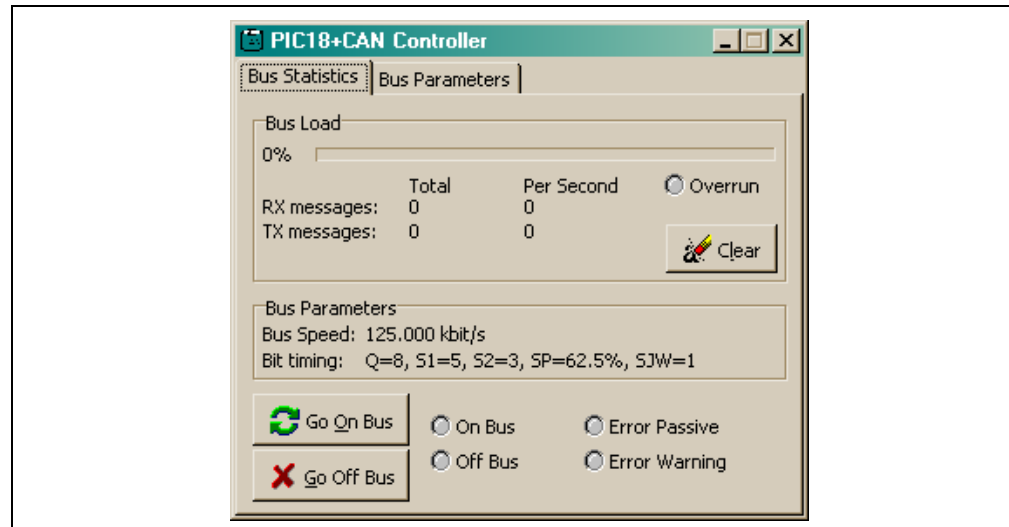 PIC18+CAN Controller
Bus Statistics Bus Parameters
Bus Load
0%
Total Per Second Overrun
RX messages: 0 0
TX messages: 0 0
Clear
Bus Parameters
Bus Speed: 125.000 kbit/s
Bit timing: Q=8, S1=5, S2=3, SP=62.5%, SJW=1
Go On Bus On Bus Error Passive
Go Off Bus Off Bus Error Warning